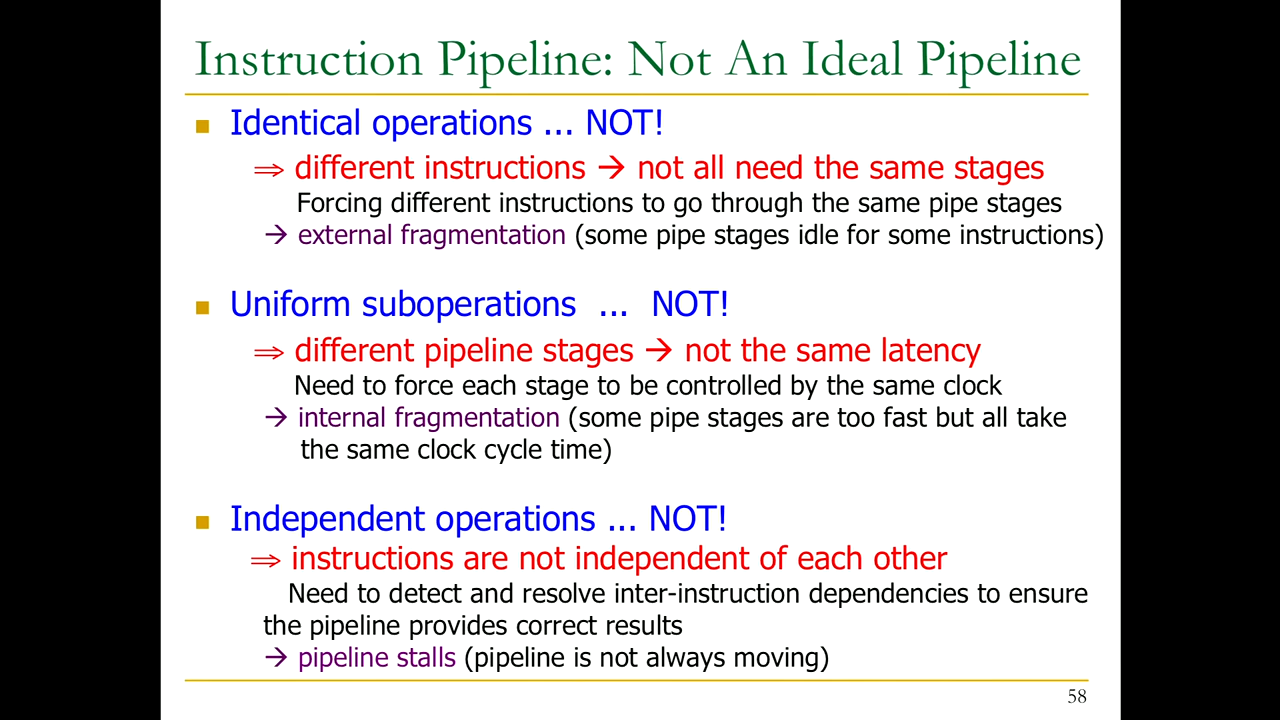 Instruction Pipeline: Not An Ideal Pipeline
■ Identical operations ... NOT!
⇒ different instructions → not all need the same stages
Forcing different instructions to go through the same pipe stages
→ external fragmentation (some pipe stages idle for some instructions)
■ Uniform suboperations ... NOT!
⇒ different pipeline stages → not the same latency
Need to force each stage to be controlled by the same clock
→ internal fragmentation (some pipe stages are too fast but all take
the same clock cycle time)
■ Independent operations ... NOT!
⇒ instructions are not independent of each other
Need to detect and resolve inter-instruction dependencies to ensure
the pipeline provides correct results
→ pipeline stalls (pipeline is not always moving)
58